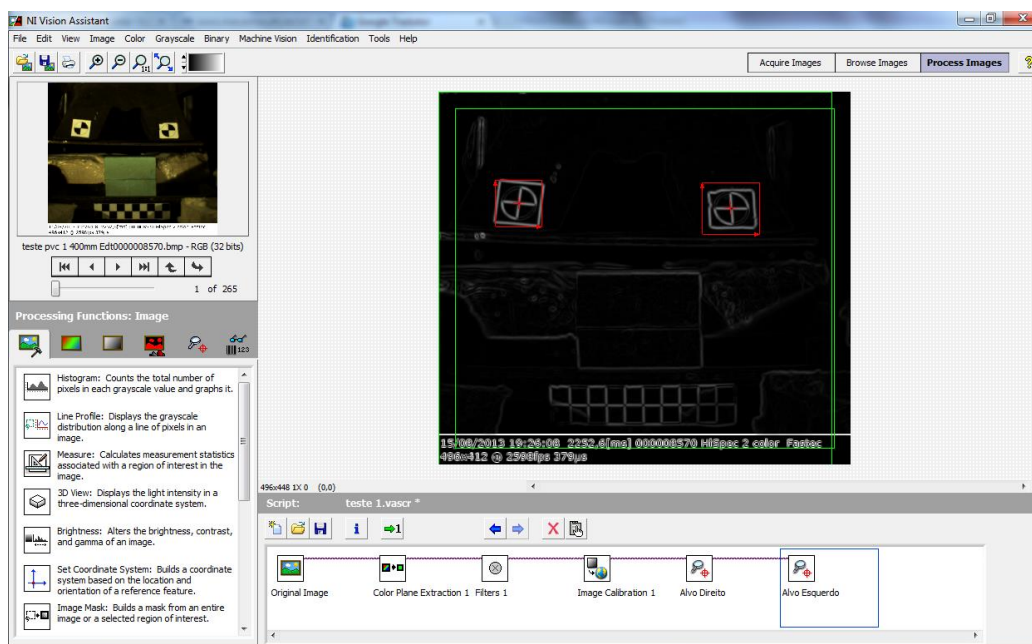 NI Vision Assistant
File Edit View Image Color Grayscale Binary Machine Vision Identification Tools Help
1:1
Acquire Images Browse Images Process Images
teste pvc 1 400mm Edt0000008570.bmp - RGB (32 bits)
1 of 265
Processing Functions: Image
123
Histogram: Counts the total number of
pixels in each grayscale value and graphs it.
Line Profile: Displays the grayscale
distribution along a line of pixels in an
image.
Measure: Calculates measurement statistics
associated with a region of interest in the
image.
3D View: Displays the light intensity in a
three-dimensional coordinate system.
Brightness: Alters the brightness, contrast,
and gamma of an image.
Set Coordinate System: Builds a coordinate
system based on the location and
orientation of a reference feature.
Image Mask: Builds a mask from an entire
image or a selected region of interest.
15/08/2013 19:26:08 2252.6[ms] 000008570 HiSpec 2 color Fastec
496x412 @ 2598fps 379µs
496x448 1X 0 (0,0)
Script: teste 1.vascr *
1
Original Image Color Plane Extraction 1 Filters 1 Image Calibration 1 Alvo Direito Alvo Esquerdo